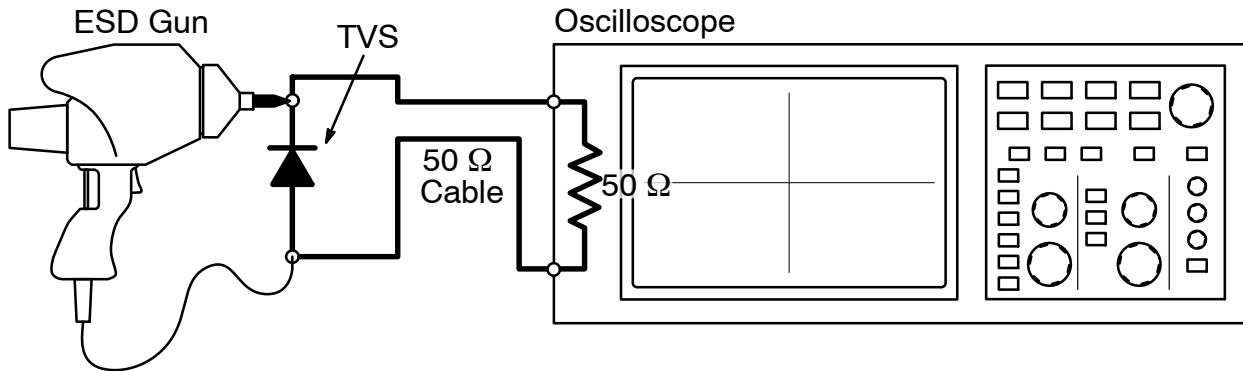 ESD Gun
TVS
Oscilloscope
50 Ω
Cable
50 Ω